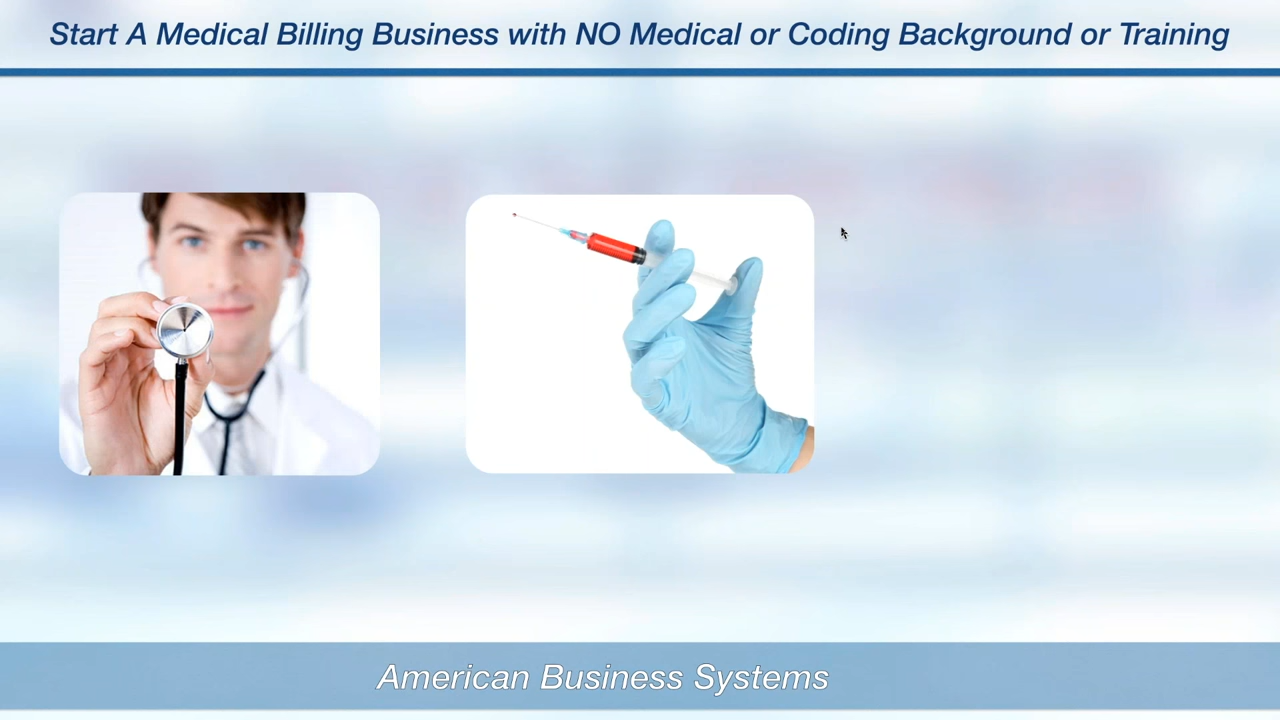 Start A Medical Billing Business with NO Medical or Coding Background or Training
American Business Systems